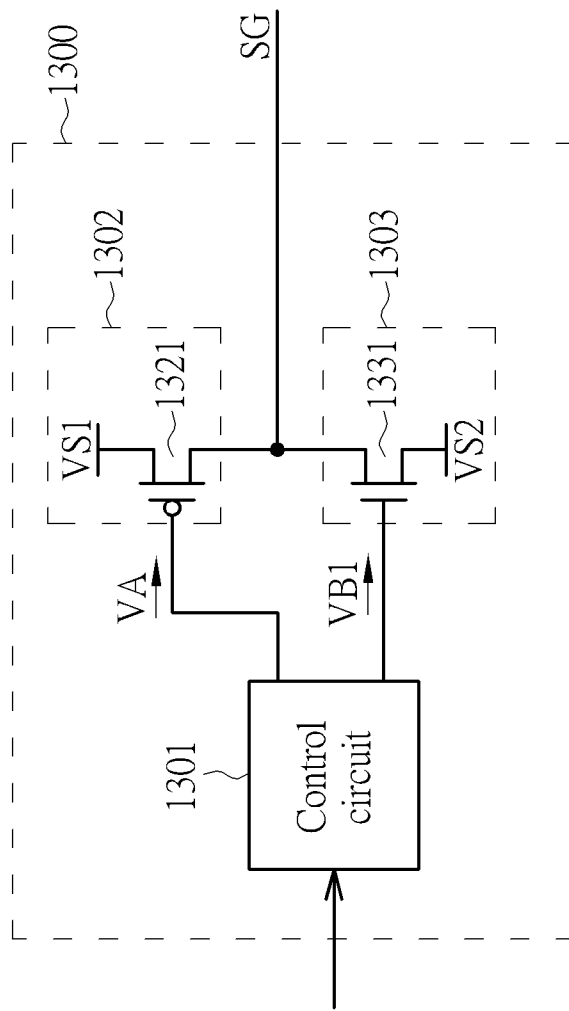 1300
1302
VS1
1321
VA
SG
1301
Control
circuit
VB1
1303
1331
VS2